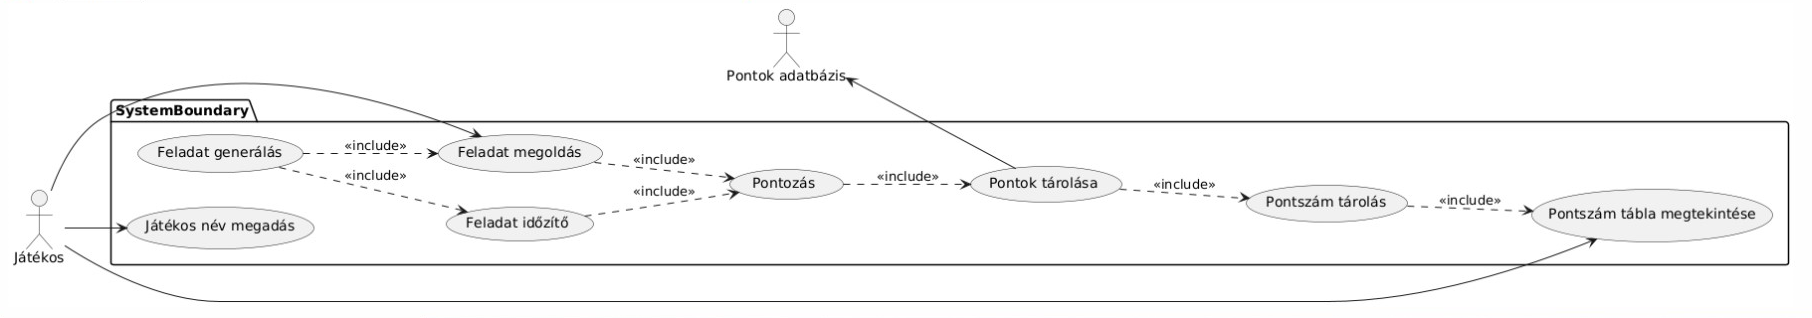 Pontok adatbázis
SystemBoundary
Feladat generálás
«include»
Feladat megoldás
«include»
«include»
«include»
Pontozás
«include»
Pontok tárolása
«include»
Pontszám tárolás
«include»
Pontszám tábla megtekintése
Feladat időzítő
Játékos név megadás
Játékos